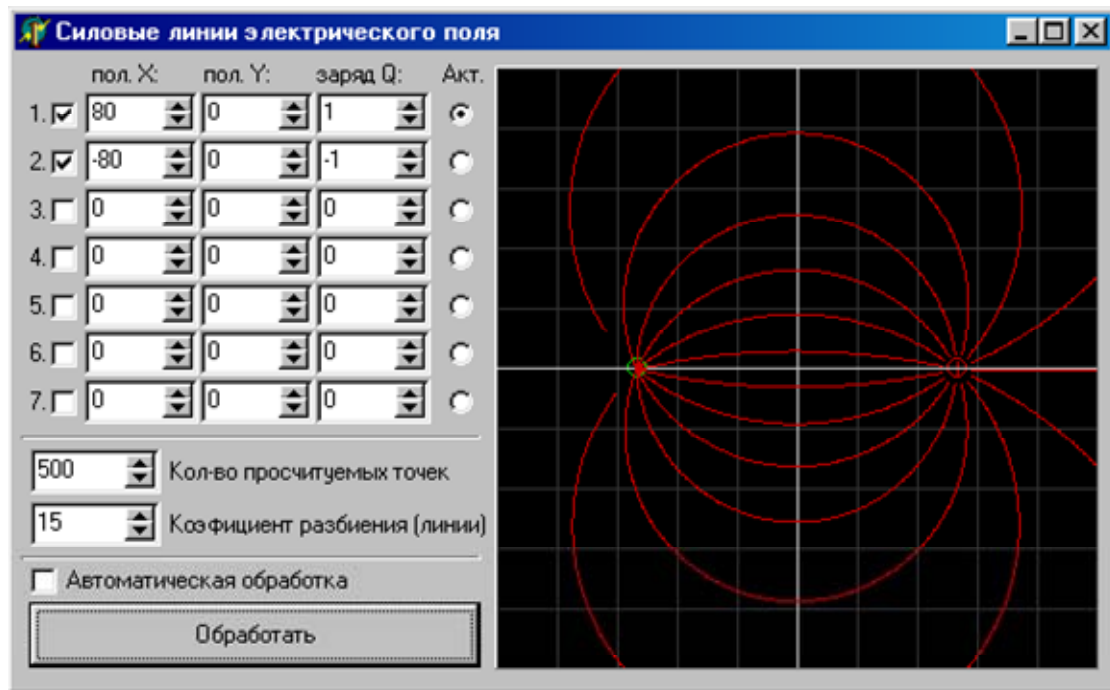 Силовые линии электрического поля
пол. X: пол. Y: заряд Q: Акт.
1. 80 0 1
2. -80 0 -1
3. 0 0 0
4. 0 0 0
5. 0 0 0
6. 0 0 0
7. 0 0 0
500 Кол-во просчитуемых точек
15 Коэфициент разбиения (линии)
Автоматическая обработка
Обработать